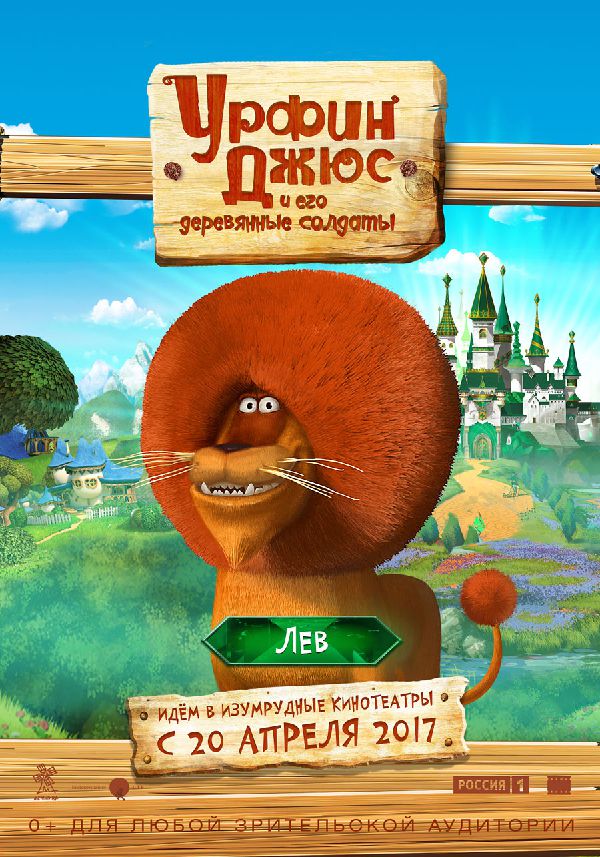 Урфин
Джюс
и его
деревянные солдаты
Лев
идём в изумрудные кинотеатры
с 20 апреля 2017
РОССИЯ 1
0+ ДЛЯ ЛЮБОЙ ЗРИТЕЛЬСКОЙ АУДИТОРИИ